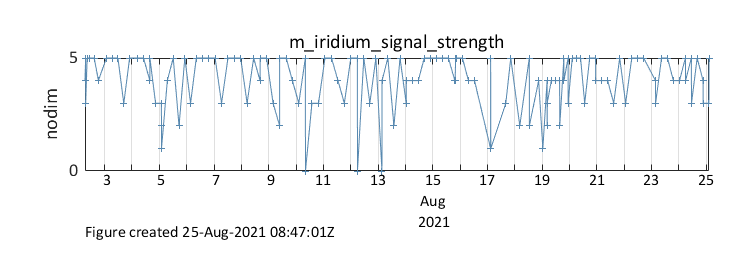 m_iridium_signal_strength
5
nodim
0
3 5 7 9 11 13 15 17 19 21 23 25
Aug
2021
Figure created 25-Aug-2021 08:47:01Z